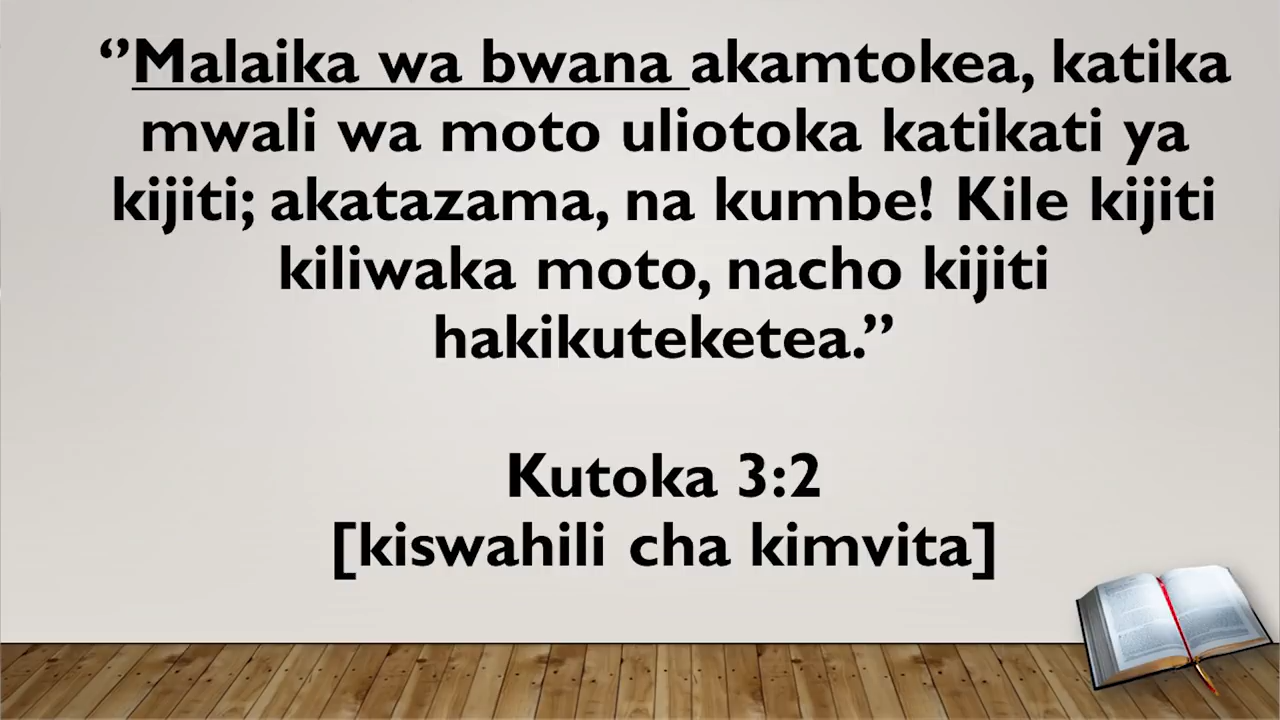 ‘’Malaika wa bwana akamtokea, katika
mwali wa moto uliotoka katikati ya
kijiti; akatazama, na kumbe! Kile kijiti
kiliwaka moto, nacho kijiti
hakikuteketea.’’
Kutoka 3:2
[kiswahili cha kimvita]